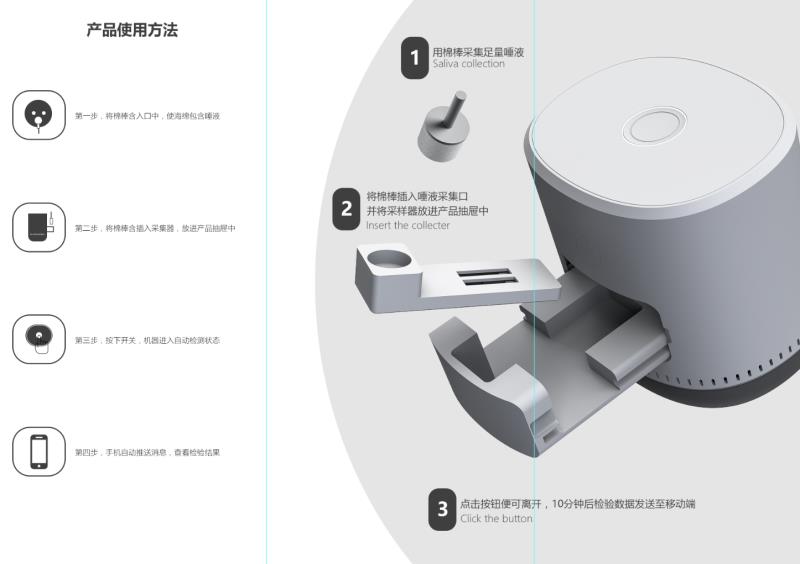 产品使用方法
第一步，将棉棒含入口中，使海绵包含唾液
第二步，将棉棒含插入采集器，放进产品抽屉中
第三步，按下开关，机器进入自动检测状态
第四步，手机自动推送消息，查看检验结果
1
用棉棒采集足量唾液
Saliva collection
2
将棉棒插入唾液采集口
并将采样器放进产品抽屉中
Insert the collecter
3
点击按钮便可离开，10分钟后检验数据发送至移动端
Click the button